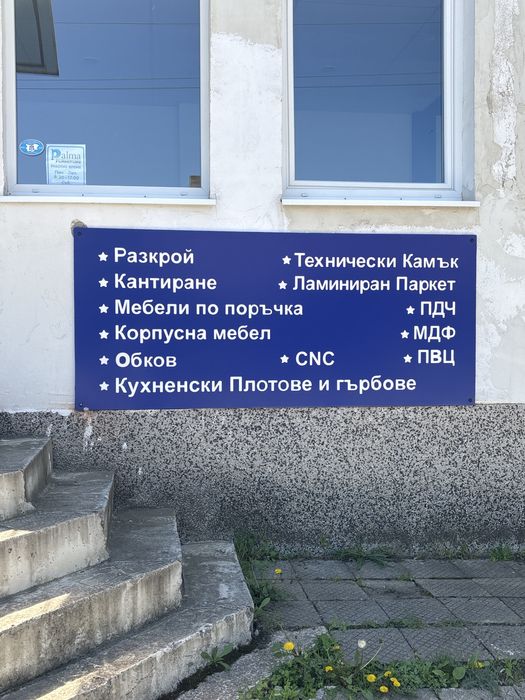 Palma
★ Разкрой
★ Технически Камък
★ Кантиране
★ Ламиниран Паркет
★ Мебели по поръчка
★ ПДЧ
★ Корпусна мебел
★ МДФ
★ Обков
★ CNC
★ ПВЦ
★ Кухненски Плотове и гърбове